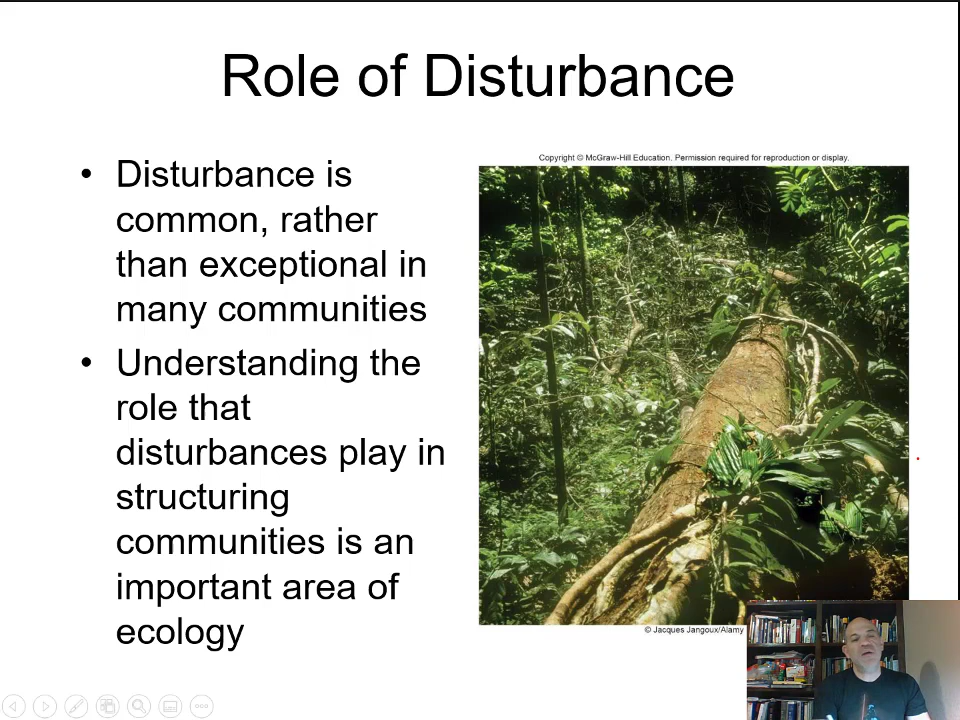 Role of Disturbance
• Disturbance is
common, rather
than exceptional in
many communities
• Understanding the
role that
disturbances play in
structuring
communities is an
important area of
ecology
Copyright © McGraw-Hill Education. Permission required for reproduction or display.
© Jacques Jangoux/Alamy